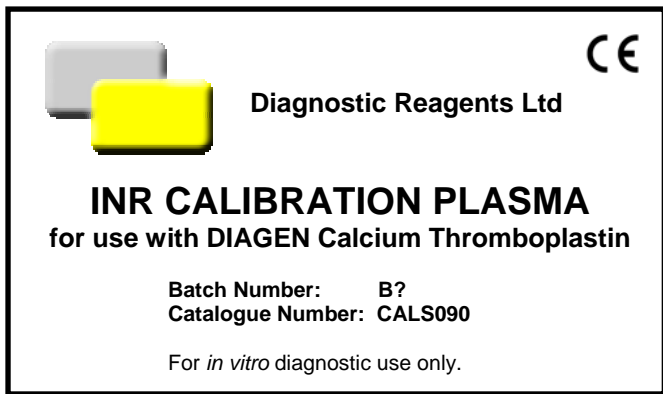 CE
Diagnostic Reagents Ltd
INR CALIBRATION PLASMA
for use with DIAGEN Calcium Thromboplastin
Batch Number: B?
Catalogue Number: CALS090
For in vitro diagnostic use only.